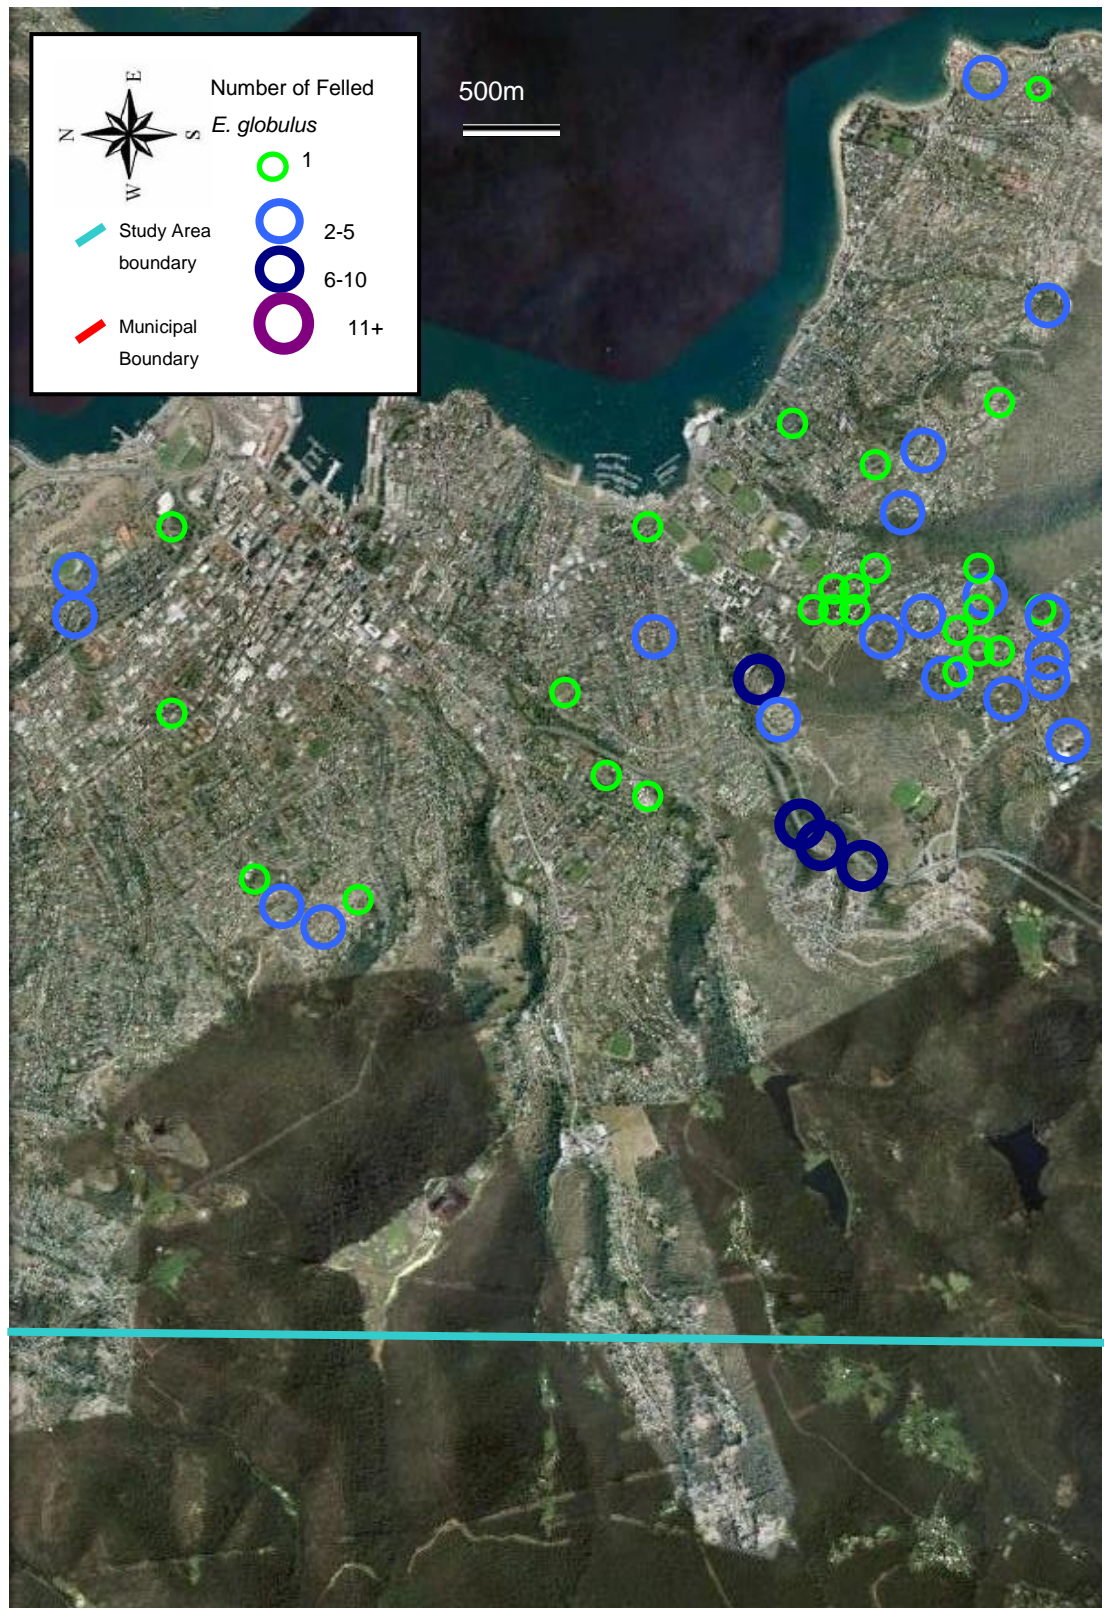 E
N
S
W
Number of Felled
E. globulus
1
2-5
6-10
11+
Study Area
boundary
Municipal
Boundary
500m